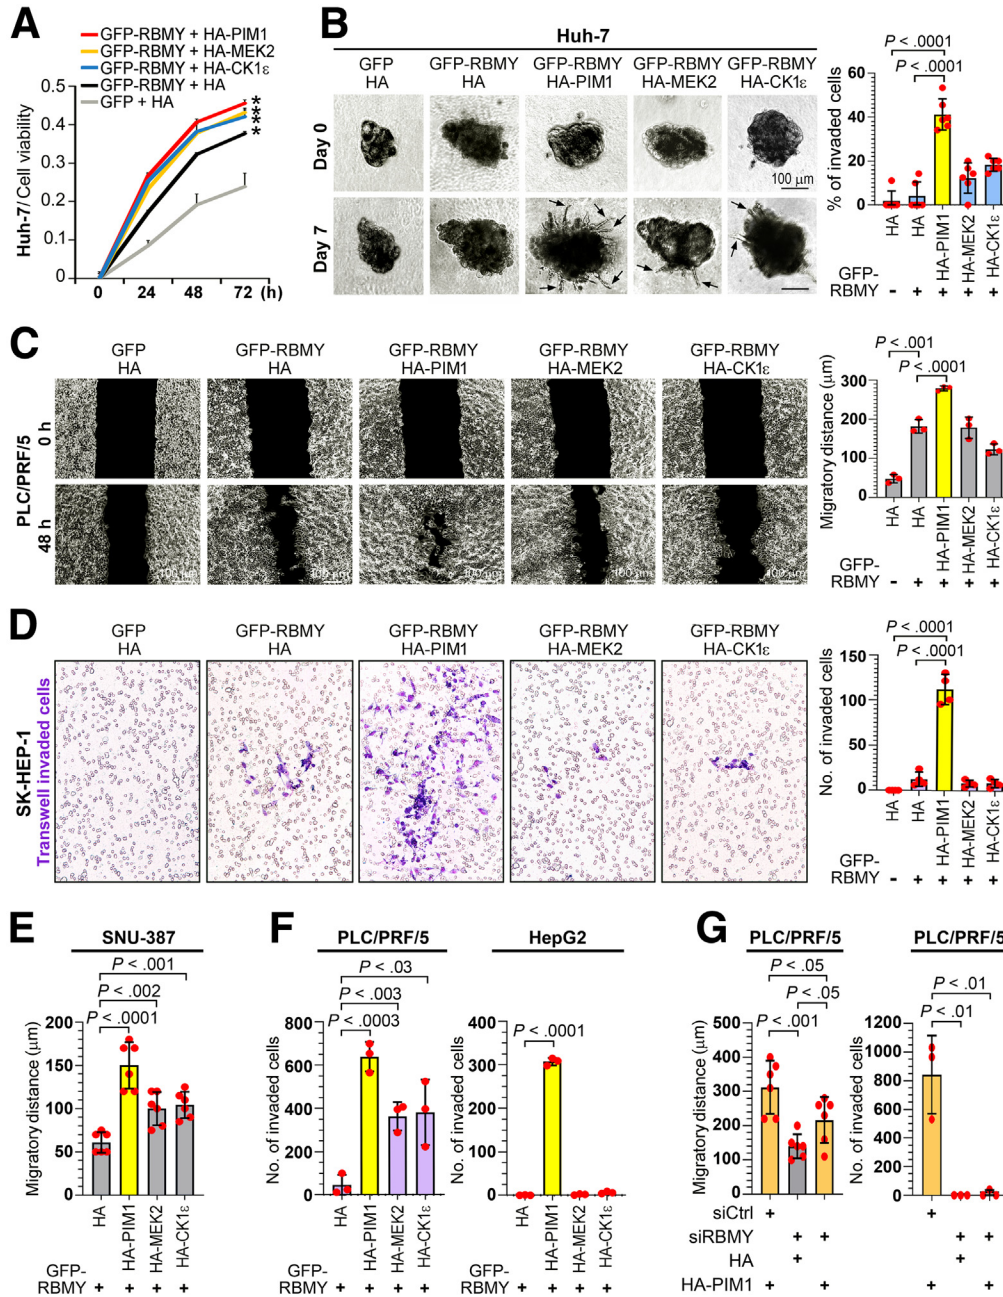 A
GFP-RBMY + HA-PIM1
GFP-RBMY + HA-MEK2
GFP-RBMY + HA-CK1ε
GFP-RBMY + HA
GFP + HA
Huh-7/ Cell viability
0.5
0.4
0.3
0.2
0.1
0
0 24 48 72 (h)
* * * *
B
Huh-7
GFP HA
GFP-RBMY HA
GFP-RBMY HA-PIM1
GFP-RBMY HA-MEK2
GFP-RBMY HA-CK1ε
Day 0
100 μm
Day 7
P < .0001
P < .0001
% of invaded cells
60
40
20
0
HA HA HA-PIM1 HA-MEK2 HA-CK1ε
GFP-
RBMY - + + + +
C
GFP HA
GFP-RBMY HA
GFP-RBMY HA-PIM1
GFP-RBMY HA-MEK2
GFP-RBMY HA-CK1ε
PLC/PRF/5
0 h
48 h
100 μm 100 μm 100 μm 100 μm 100 μm
P < .001
P < .0001
Migratory distance (μm)
300
200
100
0
HA HA HA-PIM1 HA-MEK2 HA-CK1ε
GFP-
RBMY - + + + +
D
GFP HA
GFP-RBMY HA
GFP-RBMY HA-PIM1
GFP-RBMY HA-MEK2
GFP-RBMY HA-CK1ε
SK-HEP-1
Transwell invaded cells
P < .0001
P < .0001
No. of invaded cells
150
100
50
0
HA HA HA-PIM1 HA-MEK2 HA-CK1ε
GFP-
RBMY - + + + +
E
SNU-387
P < .001
P < .002
P < .0001
Migratory distance (μm)
200
150
100
50
0
HA HA-PIM1 HA-MEK2 HA-CK1ε
GFP-
RBMY + + + +
F
PLC/PRF/5
P < .03
P < .003
P < .0003
No. of invaded cells
800
600
400
200
0
HA HA-PIM1 HA-MEK2 HA-CK1ε
GFP-
RBMY + + + +
HepG2
P < .0001
No. of invaded cells
400
300
200
100
0
HA HA-PIM1 HA-MEK2 HA-CK1ε
GFP-
RBMY + + + +
G
PLC/PRF/5
P < .05
P < .05
P < .001
Migratory distance (μm)
500
400
300
200
100
0
PLC/PRF/5
P < .01
P < .01
No. of invaded cells
1200
1000
800
600
400
200
0
siCtrl + +
siRBMY + + + +
HA + +
HA-PIM1 + + + +